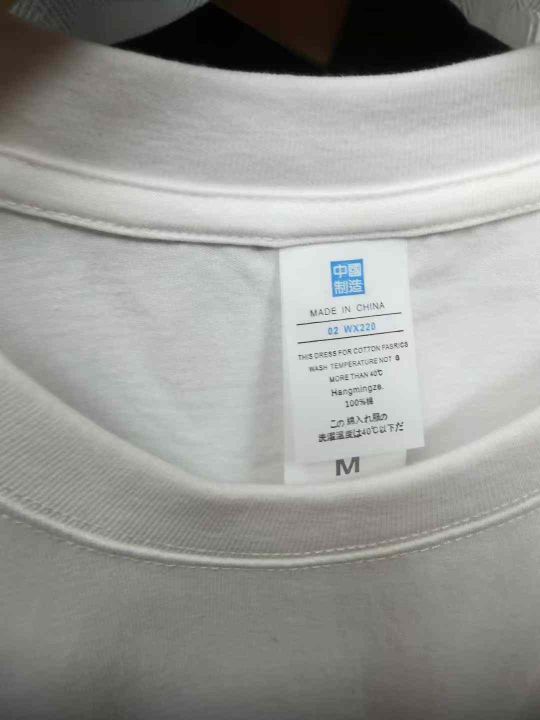 中國
制造
MADE IN CHINA
02 WX220
THIS DRESS FOR COTTON FABRICS
WASH TEMPERATURE NOT G
MORE THAN 40℃
Hangmingze.
100%綿
この 綿入れ服の
洗濯温度は40℃以下だ
M